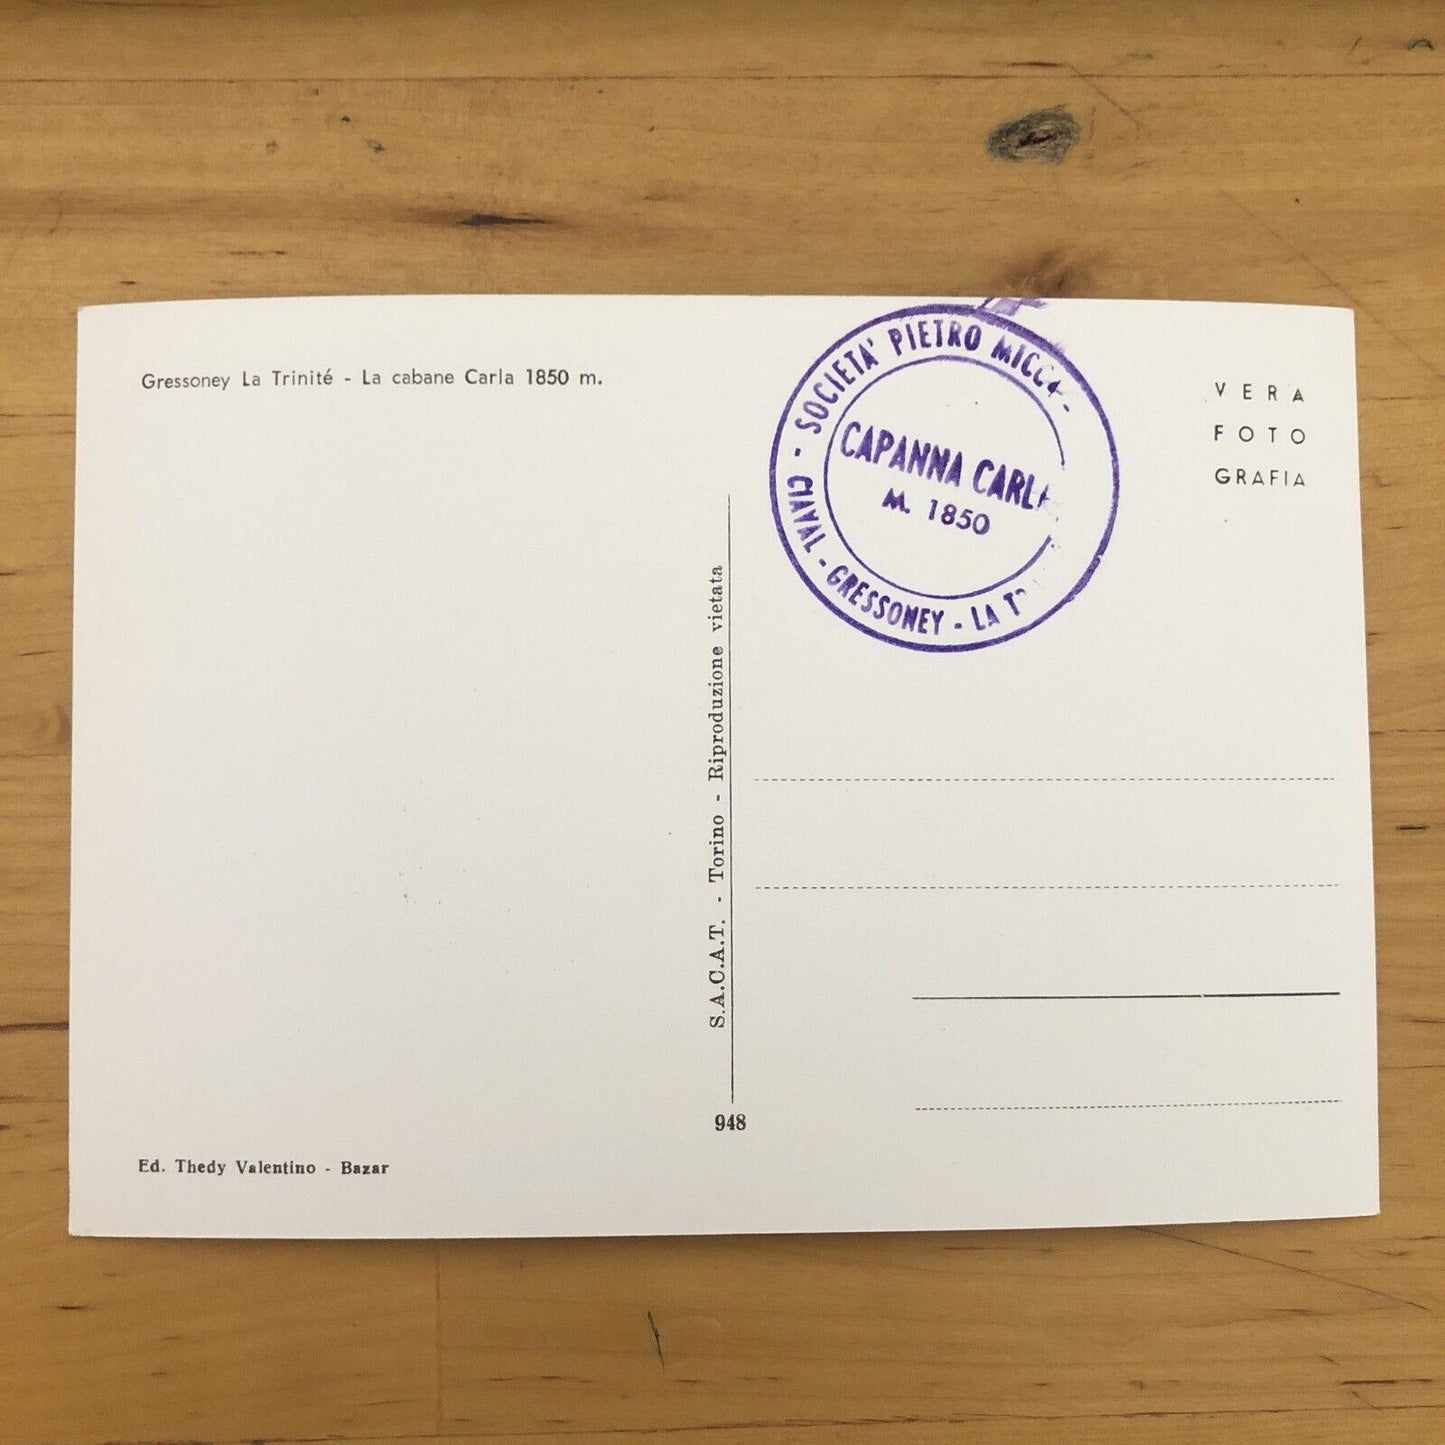 Gressoney La Trinité - La cabane Carla 1850 m.
- SOCIETA' PIETRO MICCA -
CAPANNA CARLA
M. 1850
CIAVAL - GRESSONEY - LA
VERA
FOTO
GRAFIA
S.A.C.A.T. - Torino - Riproduzione vietata
948
Ed. Thedy Valentino - Bazar